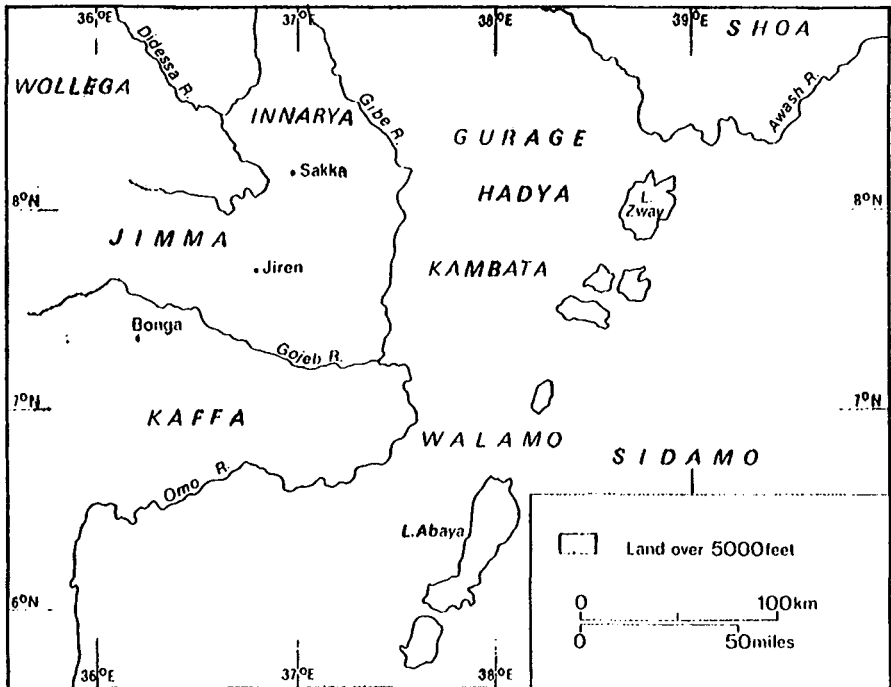 36°E
37°E
38°E
39°E
SHOA
Didessa R.
WOLLEGA
INNARYA
Gibe R.
Awash R.
GURAGE
Sakka
HADYA
8°N
L. Zway
8°N
JIMMA
Jiren
KAMBATA
Bonga
Gojeb R.
7°N
7°N
KAFFA
WALAMO
SIDAMO
Omo R.
L.Abaya
Land over 5000feet
6°N
0 100km
0 50miles
36°E
37°E
38°E